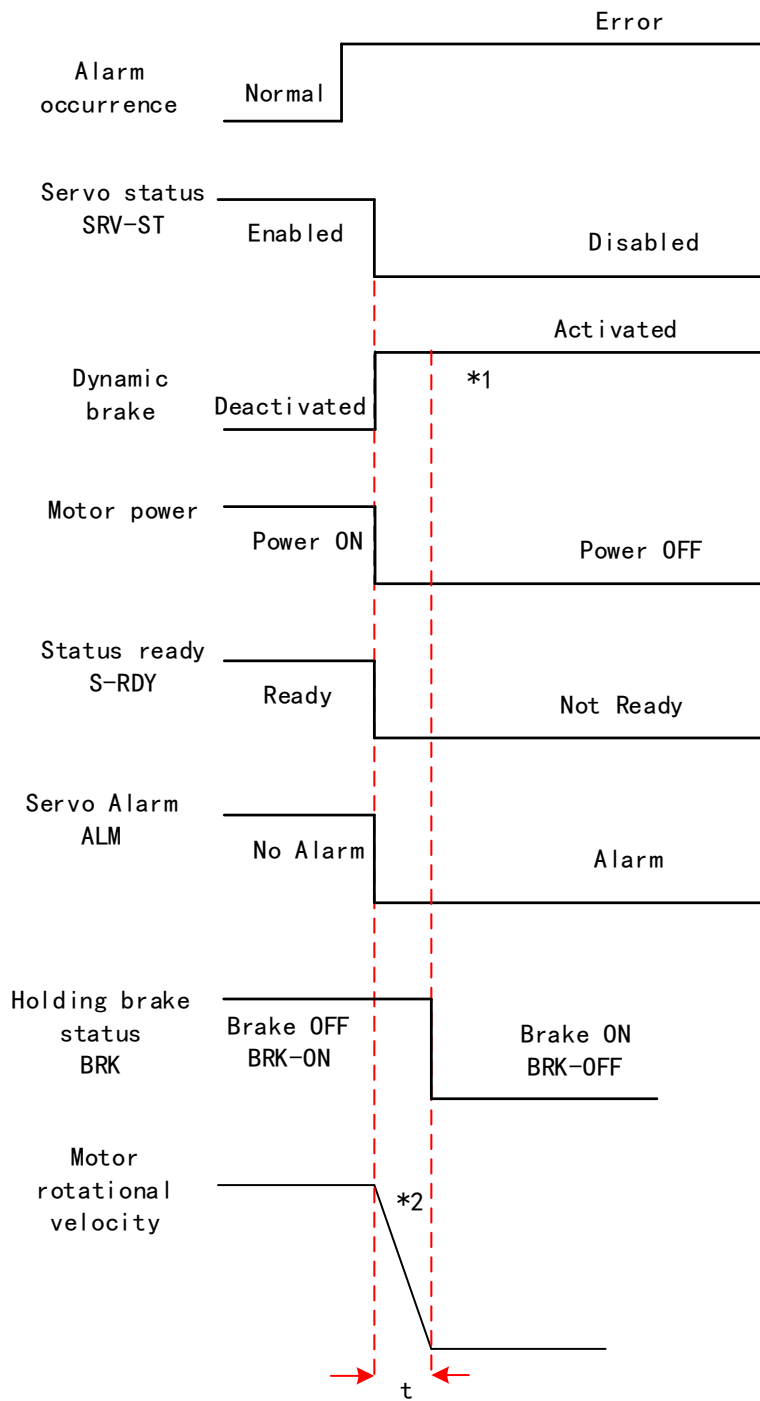 Error
Alarm
occurrence
Normal
Servo status
SRV-ST
Enabled
Disabled
Activated
Dynamic
brake
Deactivated
*1
Motor power
Power ON
Power OFF
Status ready
S-RDY
Ready
Not Ready
Servo Alarm
ALM
No Alarm
Alarm
Holding brake
status
BRK
Brake OFF
BRK-ON
Brake ON
BRK-OFF
Motor
rotational
velocity
*2
t